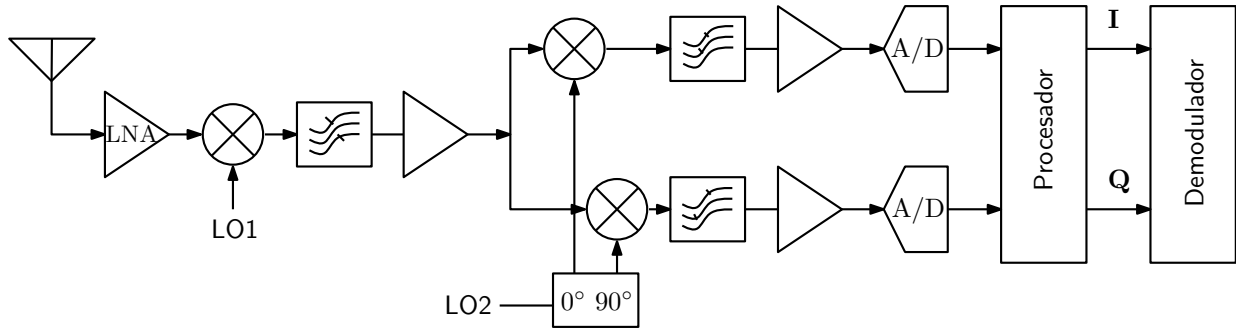 LNA
LO1
A/D
A/D
LO2
0° 90°
Procesador
I
Q
Demodulador